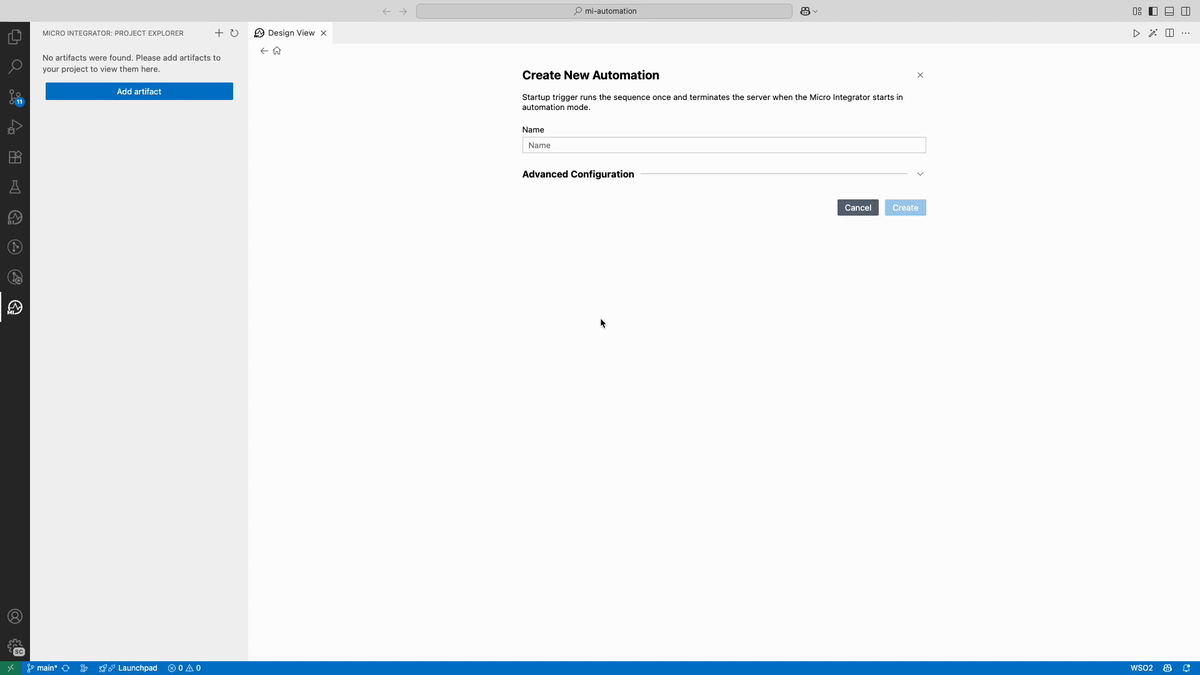 mi-automation
MICRO INTEGRATOR: PROJECT EXPLORER
No artifacts were found. Please add artifacts to
your project to view them here.
Add artifact
11
MI
SC
Design View
Create New Automation
Startup trigger runs the sequence once and terminates the server when the Micro Integrator starts in
automation mode.
Name
Name
Advanced Configuration
Cancel
Create
main*
Launchpad
0
0
WSO2